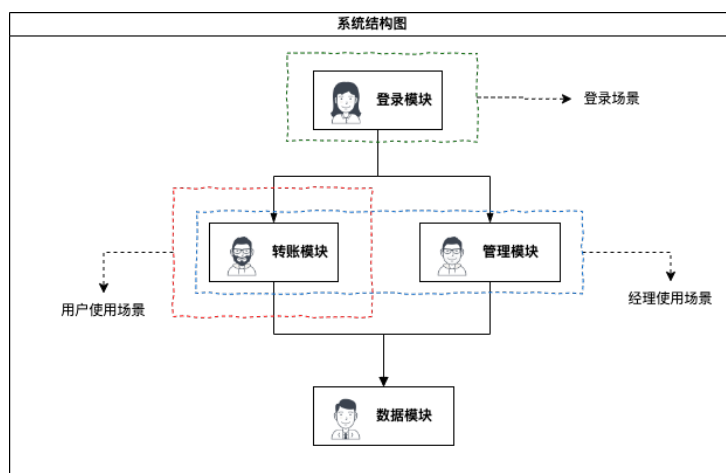 系统结构图
登录模块
登录场景
转账模块
管理模块
用户使用场景
经理使用场景
数据模块